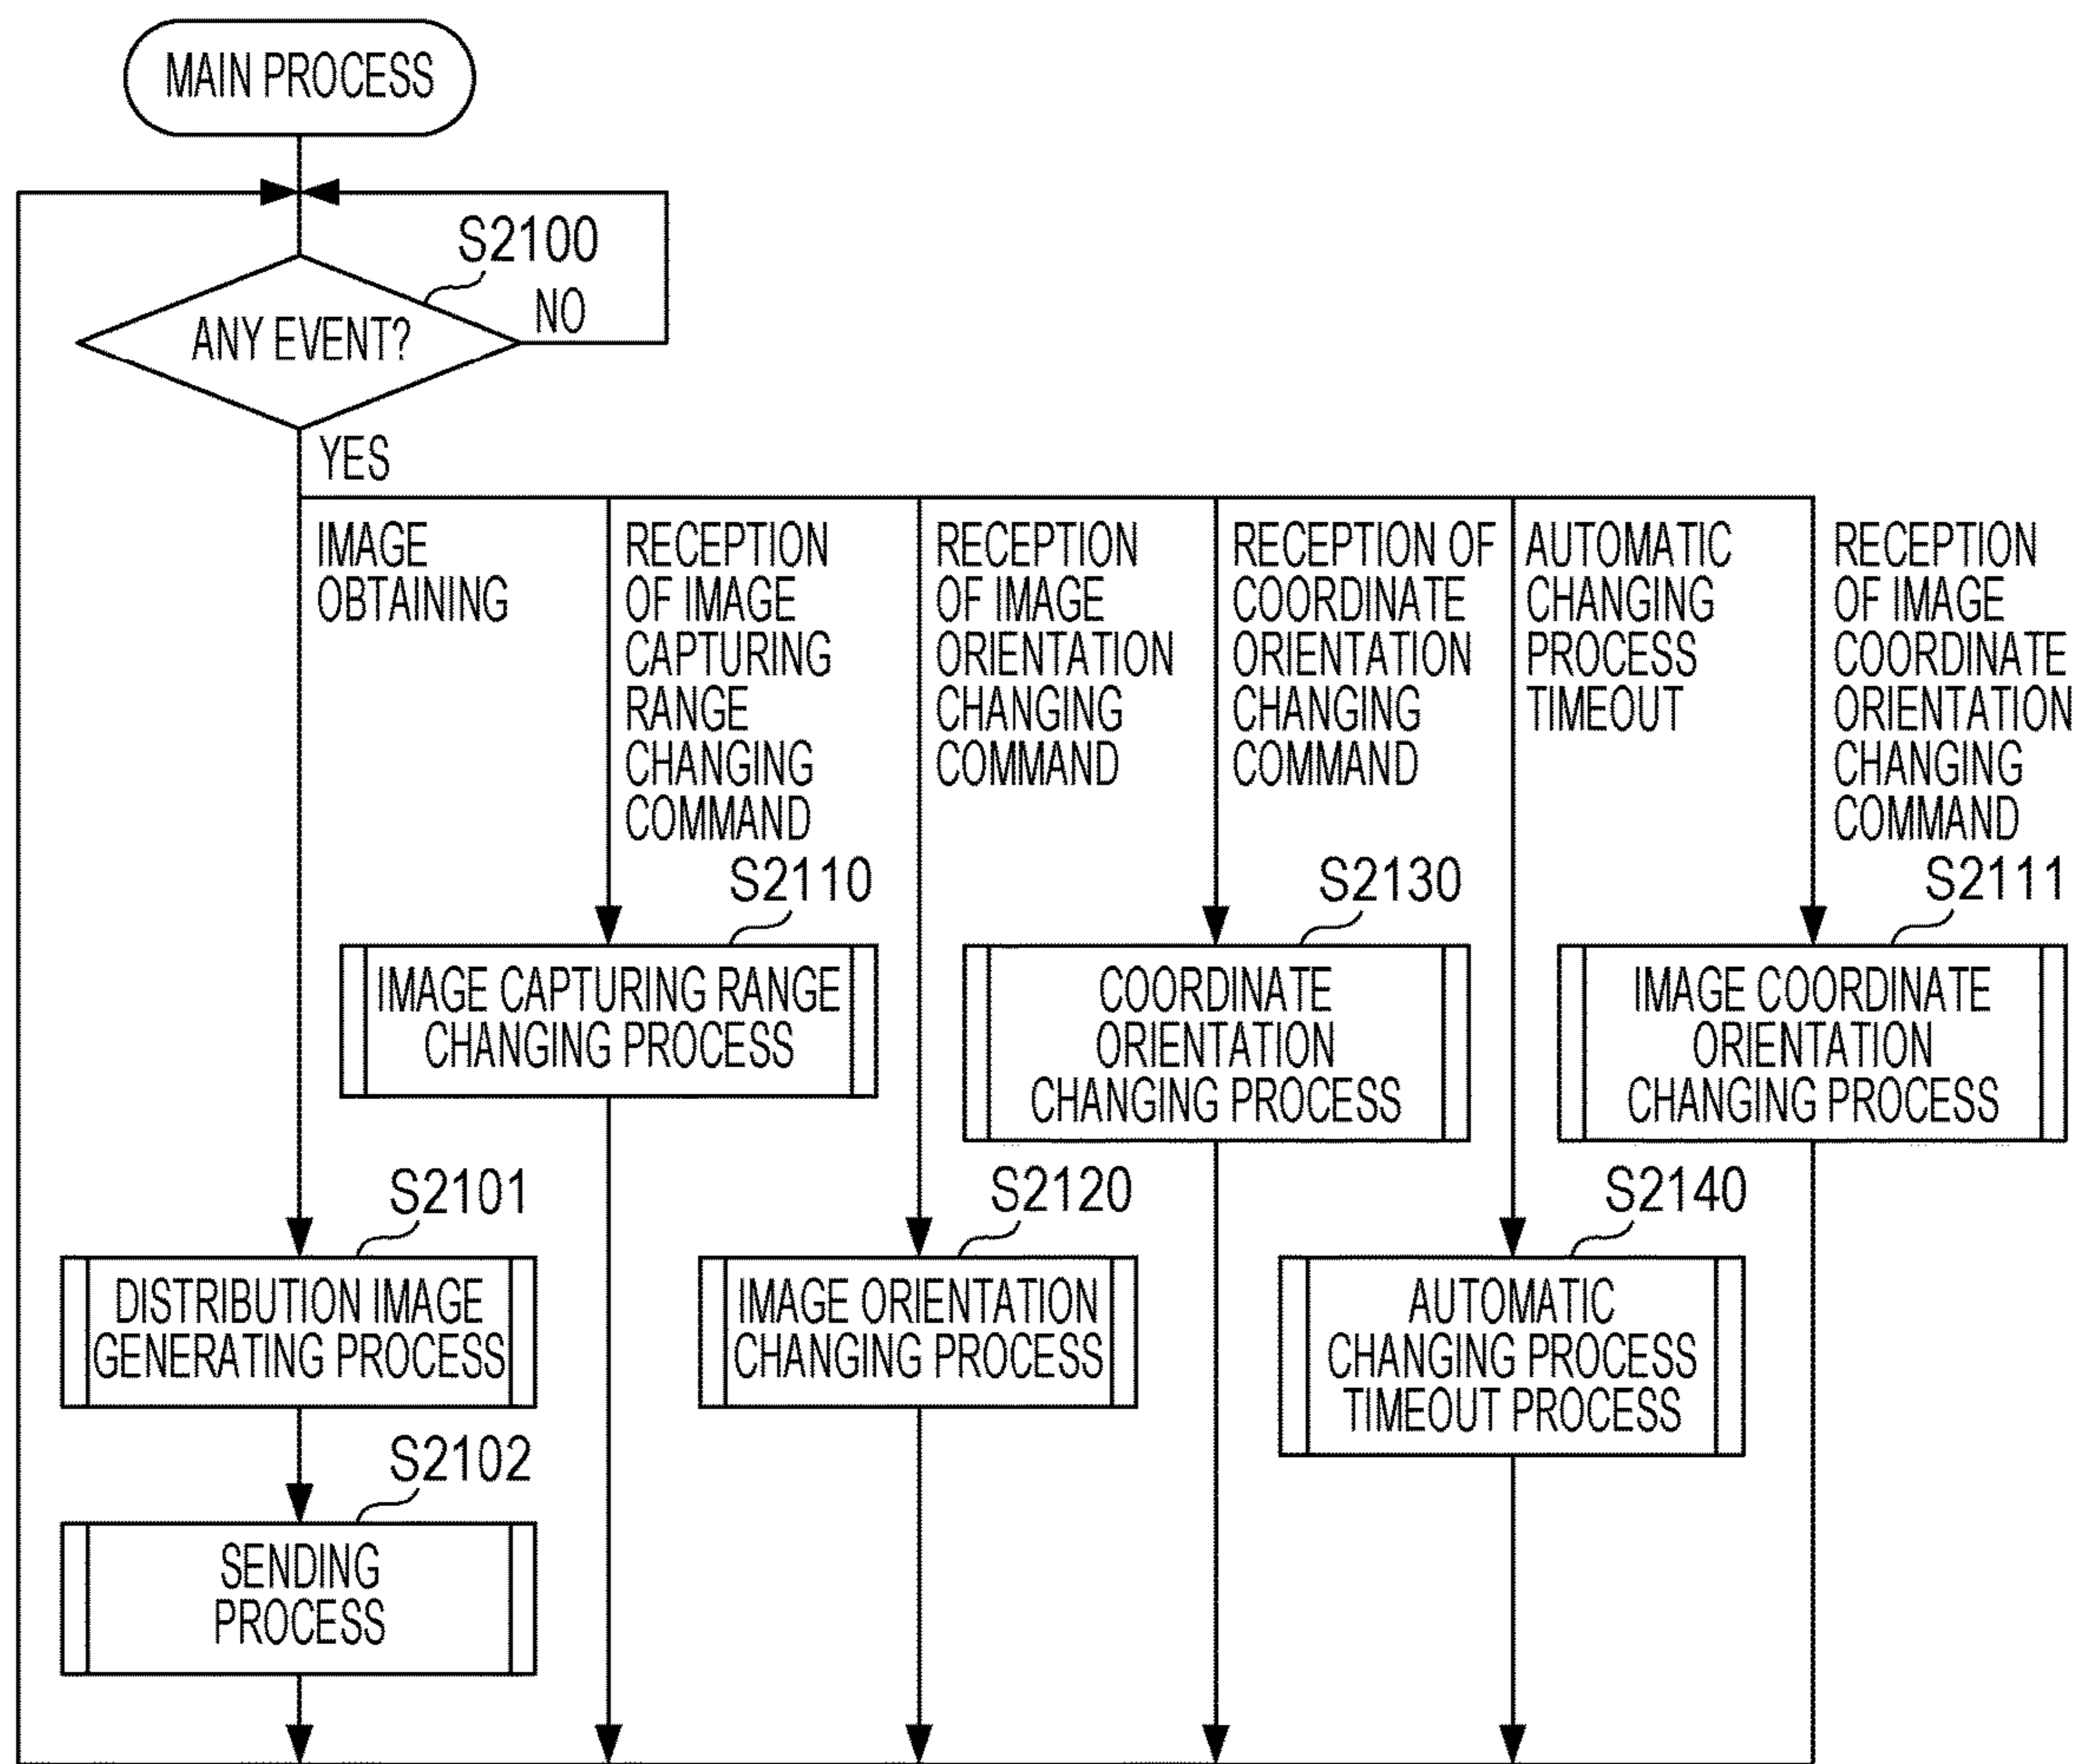 MAIN PROCESS
S2100
ANY EVENT?
NO
YES
IMAGE
OBTAINING
RECEPTION
OF IMAGE
CAPTURING
RANGE
CHANGING
COMMAND
RECEPTION
OF IMAGE
ORIENTATION
CHANGING
COMMAND
RECEPTION OF
COORDINATE
ORIENTATION
CHANGING
COMMAND
AUTOMATIC
CHANGING
PROCESS
TIMEOUT
RECEPTION
OF IMAGE
COORDINATE
ORIENTATION
CHANGING
COMMAND
S2110
IMAGE CAPTURING RANGE
CHANGING PROCESS
S2130
COORDINATE
ORIENTATION
CHANGING PROCESS
S2111
IMAGE COORDINATE
ORIENTATION
CHANGING PROCESS
S2101
DISTRIBUTION IMAGE
GENERATING PROCESS
S2120
IMAGE ORIENTATION
CHANGING PROCESS
S2140
AUTOMATIC
CHANGING PROCESS
TIMEOUT PROCESS
S2102
SENDING
PROCESS